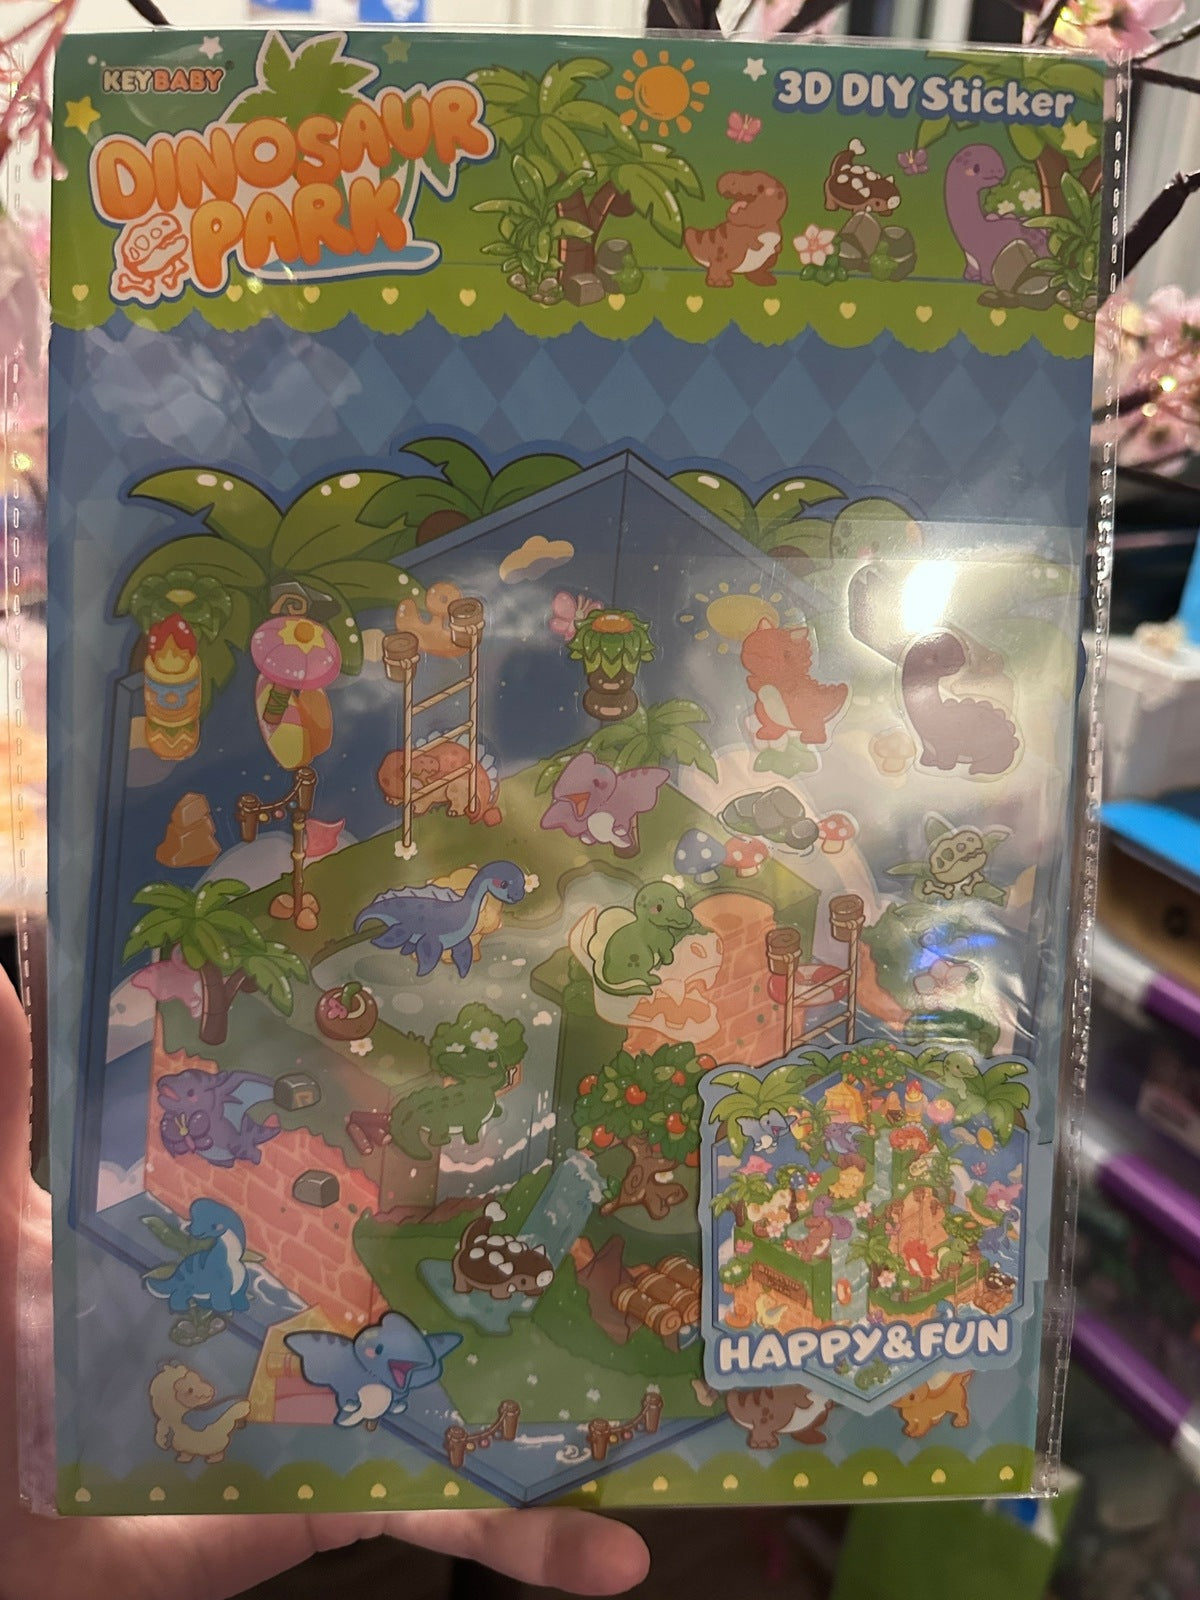 KEYBABY
DINOSAUR
PARK
3D DIY Sticker
HAPPY&FUN